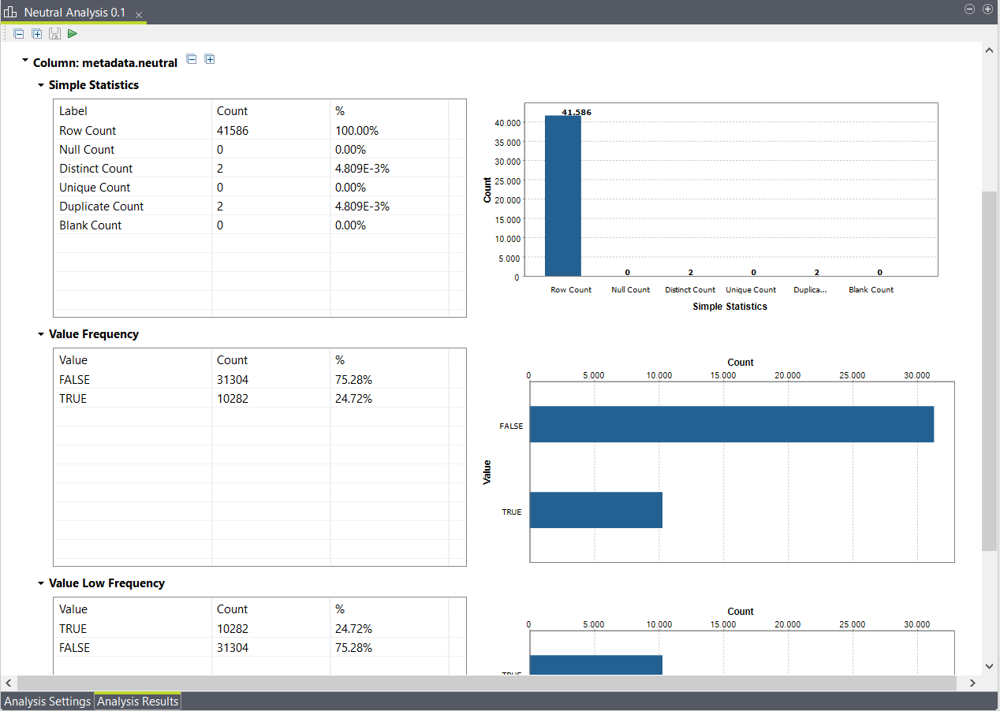 Neutral Analysis 0.1
Column: metadata.neutral
Simple Statistics
Label Count %
Row Count 41586 100.00%
Null Count 0 0.00%
Distinct Count 2 4.809E-3%
Unique Count 0 0.00%
Duplicate Count 2 4.809E-3%
Blank Count 0 0.00%
41.586
40.000
35.000
30.000
25.000
20.000
15.000
10.000
5.000
0
Count
0 2 0 2 0
Row Count Null Count Distinct Count Unique Count Duplica... Blank Count
Simple Statistics
Value Frequency
Value Count %
FALSE 31304 75.28%
TRUE 10282 24.72%
Count
0 5.000 10.000 15.000 20.000 25.000 30.000
FALSE
Value
TRUE
Value Low Frequency
Value Count %
TRUE 10282 24.72%
FALSE 31304 75.28%
Count
0 5.000 10.000 15.000 20.000 25.000 30.000
TRUE
Analysis Settings Analysis Results